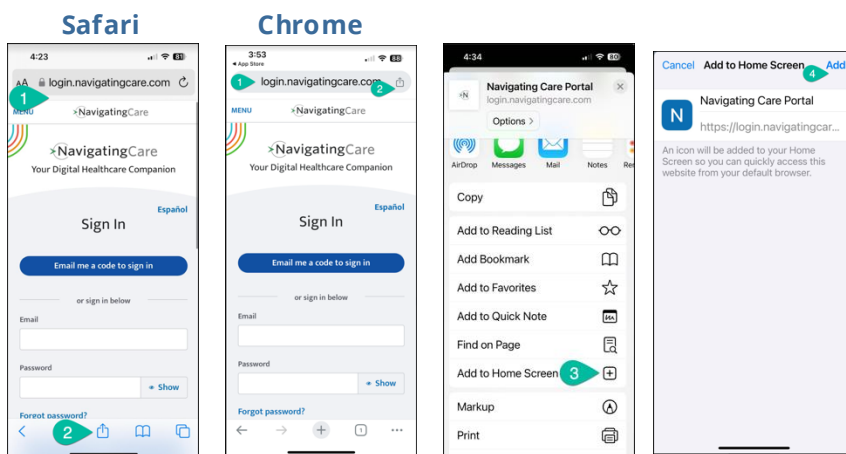 Safari
Chrome
4:23
83
AA login.navigatingcare.com
1
MENU
NavigatingCare
NavigatingCare
Your Digital Healthcare Companion
Español
Sign In
Email me a code to sign in
or sign in below
Email
Password
Show
Forgot password?
2
3:53
App Store
88
1
login.navigatingcare.com
2
MENU
NavigatingCare
NavigatingCare
Your Digital Healthcare Companion
Español
Sign In
Email me a code to sign in
or sign in below
Email
Password
Show
Forgot password?
1
4:34
80
N
Navigating Care Portal
login.navigatingcare.com
Options >
AirDrop
Messages
Mail
Notes
Copy
Add to Reading List
Add Bookmark
Add to Favorites
Add to Quick Note
Find on Page
Add to Home Screen
3
Markup
Print
Cancel
Add to Home Screen
4
Add
N
Navigating Care Portal
https://login.navigatingcar...
An icon will be added to your Home
Screen so you can quickly access this
website from your default browser.